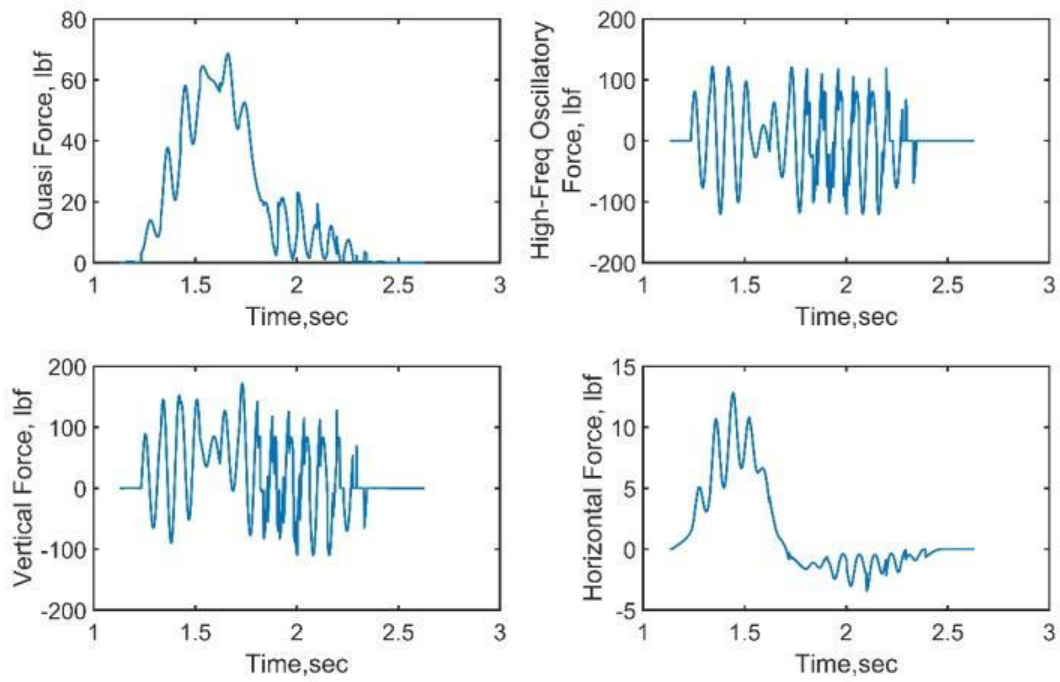 80
60
40
20
0
Quasi Force, lbf
1 1.5 2 2.5 3
Time,sec
200
100
0
-100
-200
High-Freq Oscillatory
Force, lbf
1 1.5 2 2.5 3
Time,sec
200
100
0
-100
-200
Vertical Force, lbf
1 1.5 2 2.5 3
Time,sec
15
10
5
0
-5
Horizontal Force, lbf
1 1.5 2 2.5 3
Time,sec